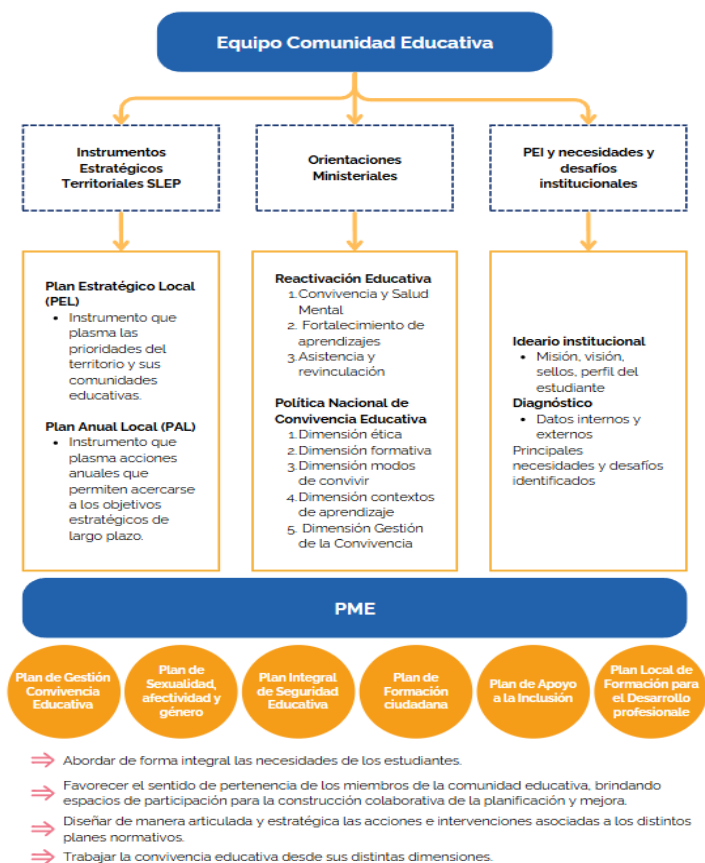 Equipo Comunidad Educativa
Instrumentos
Estratégicos
Territoriales SLEP
Orientaciones
Ministeriales
PEI y necesidades y
desafíos
institucionales
Plan Estratégico Local
(PEL)
• Instrumento que
plasma las
prioridades del
territorio y sus
comunidades
educativas.
Plan Anual Local (PAL)
• Instrumento que
plasma acciones
anuales que
permiten acercarse
a los objetivos
estratégicos de
largo plazo.
Reactivación Educativa
1. Convivencia y Salud
Mental
2. Fortalecimiento de
aprendizajes
3. Asistencia y
revinculación
Política Nacional de
Convivencia Educativa
1. Dimensión ética
2. Dimensión formativa
3. Dimensión modos
de convivir
4. Dimensión contextos
de aprendizaje
5. Dimensión Gestión
de la Convivencia
Ideario institucional
• Misión, visión,
sellos, perfil del
estudiante
Diagnóstico
• Datos internos y
externos
Principales
necesidades y desafíos
identificados
PME
Plan de Gestión
Convivencia
Educativa
Plan de
Sexualidad,
afectividad y
género
Plan Integral
de Seguridad
Educativa
Plan de
Formación
ciudadana
Plan de Apoyo
a la Inclusión
Plan Local de
Formación para
el Desarrollo
profesionale
Abordar de forma integral las necesidades de los estudiantes.
Favorecer el sentido de pertenencia de los miembros de la comunidad educativa, brindando
espacios de participación para la construcción colaborativa de la planificación y mejora.
Diseñar de manera articulada y estratégica las acciones e intervenciones asociadas a los distintos
planes normativos.
Trabajar la convivencia educativa desde sus distintas dimensiones.